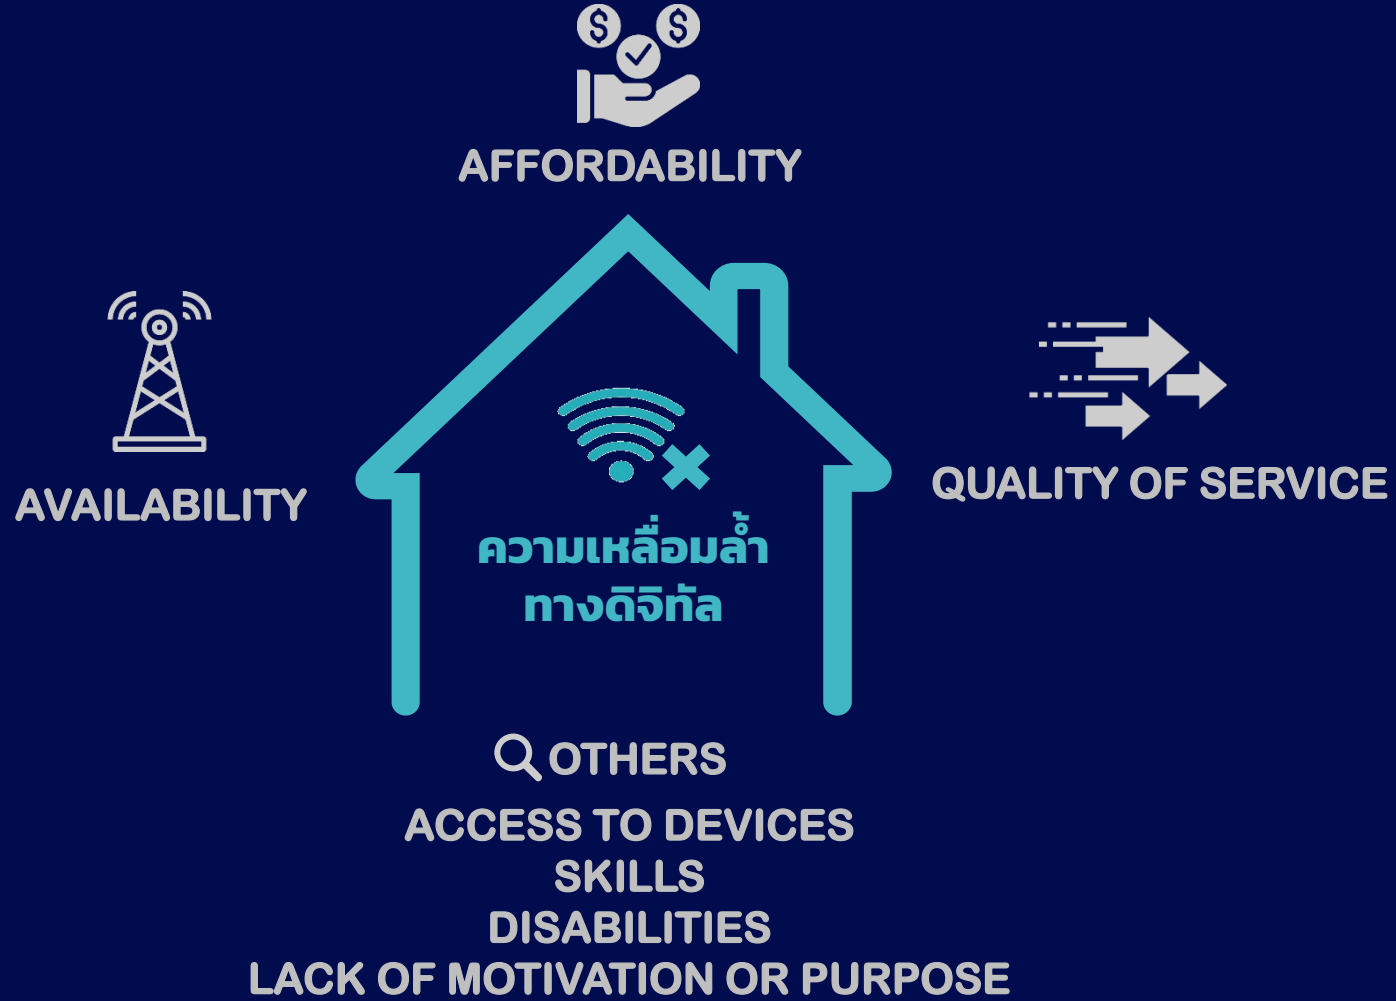 AFFORDABILITY
AVAILABILITY
QUALITY OF SERVICE
ความเหลื่อมล้ำ
ทางดิจิทัล
OTHERS
ACCESS TO DEVICES
SKILLS
DISABILITIES
LACK OF MOTIVATION OR PURPOSE